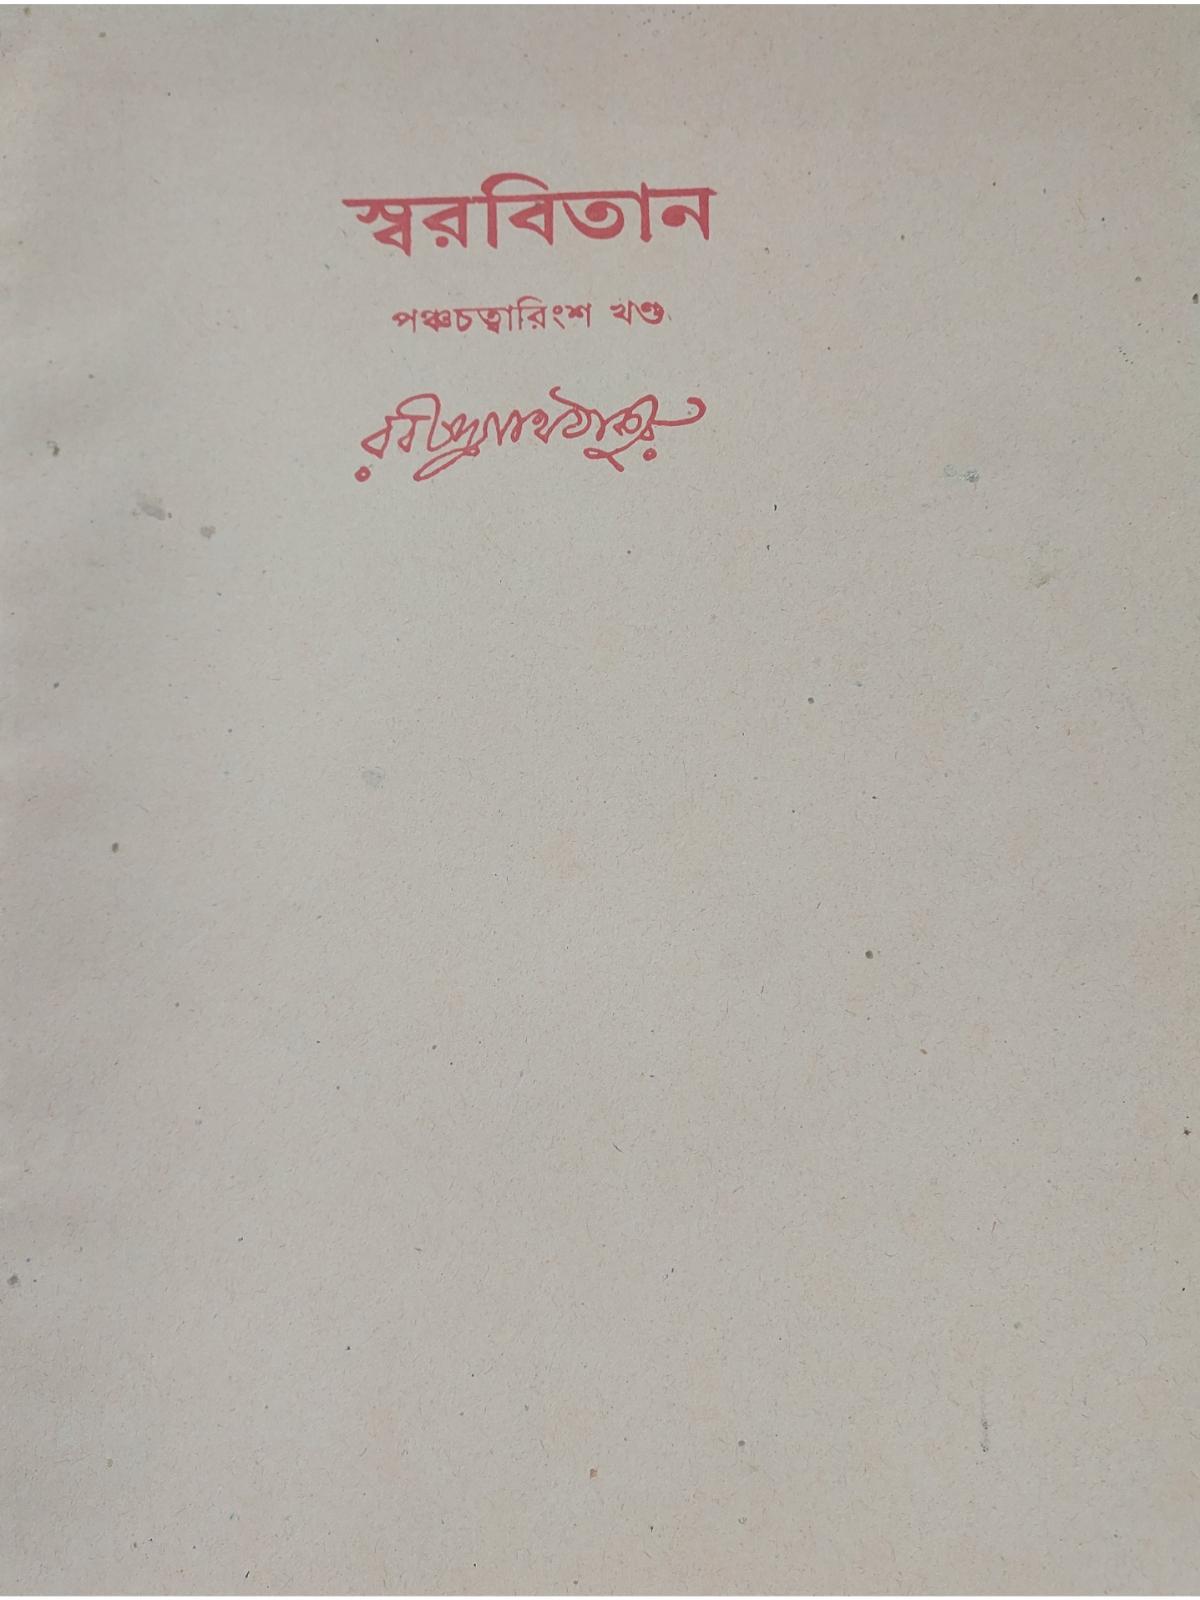 স্বরবিতান
পঞ্চচত্বারিংশ খণ্ড
রবীন্দ্রনাথ ঠাকুর